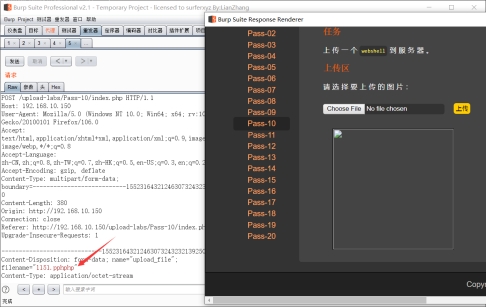 Burp Suite Professional v2.1 - Temporary Project - licensed to surferxyz By:LianZhang
Burp Project 测试器 重发器 窗口 帮助
仪表盘 目标 代理 测试器 重发器 定序器 编码器 对比器 插件扩展 项目
1 × 2 × 3 × 4 ×
发送 取消 < >
请求
Raw 参数 头 Hex
POST /upload-labs/Pass-10/index.php HTTP/1.1
Host: 192.168.10.150
User-Agent: Mozilla/5.0 (Windows NT 10.0; Win64; x64; rv:10
Gecko/20100101 Firefox/106.0
Accept:
text/html,application/xhtml+xml,application/xml;q=0.9,image
image/webp,*/*;q=0.8
Accept-Language:
zh-CN,zh;q=0.8,zh-TW;q=0.7,zh-HK;q=0.5,en-US;q=0.3,en;q=0.2
Accept-Encoding: gzip, deflate
Content-Type: multipart/form-data;
0
Content-Length: 380
Origin: http://192.168.10.150
Connection: close
Referer: http://192.168.10.150/upload-labs/Pass-10/index.ph
Upgrade-Insecure-Requests: 1
Content-Disposition: form-data; name="upload_file";
Content-Type: application/octet-stream
? < + > 输入搜索字段
完成
Burp Suite Response Renderer
Pass-02
Pass-03
Pass-04
Pass-05
Pass-06
Pass-07
Pass-08
Pass-09
Pass-10
Pass-11
Pass-12
Pass-13
Pass-14
Pass-15
Pass-16
Pass-17
Pass-18
Pass-19
Pass-20
任务
上传一个 webshell 到服务器。
上传区
请选择要上传的图片：
Choose File No file chosen 上传
Copy